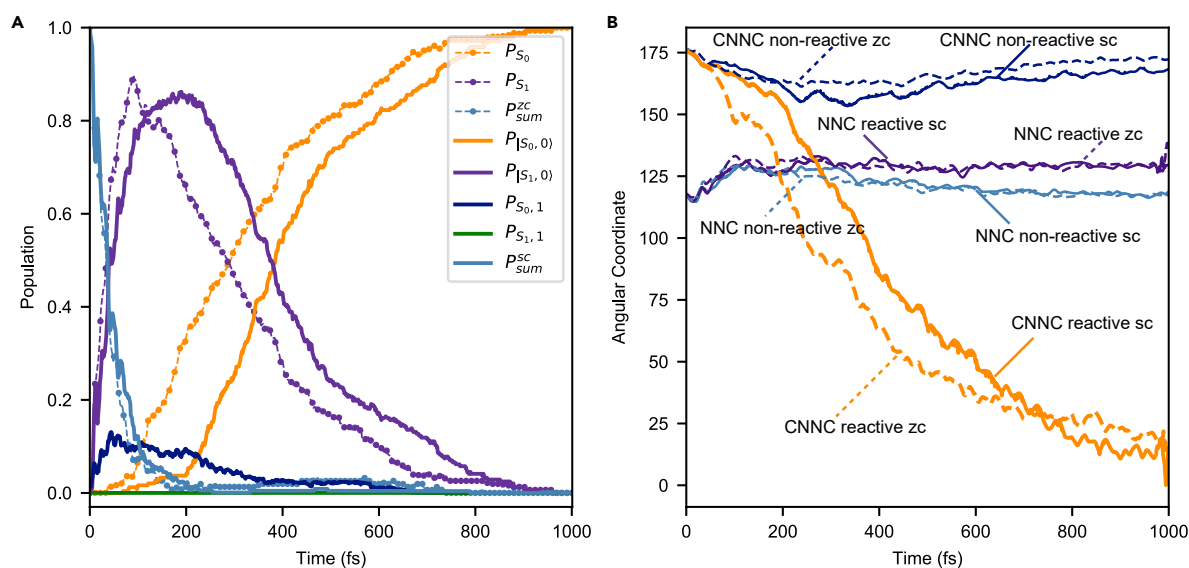 A
Population
1.0
0.8
0.6
0.4
0.2
0.0
0
200
400
600
800
1000
Time (fs)
P_{S_0}
P_{S_1}
P_{sum}^{zc}
P_{|S_0, 0⟩}
P_{|S_1, 0⟩}
P_{S_0, 1}
P_{S_1, 1}
P_{sum}^{sc}
B
Angular Coordinate
175
150
125
100
75
50
25
0
0
200
400
600
800
1000
Time (fs)
CNNC non-reactive zc
CNNC non-reactive sc
NNC reactive sc
NNC reactive zc
NNC non-reactive zc
NNC non-reactive sc
CNNC reactive sc
CNNC reactive zc